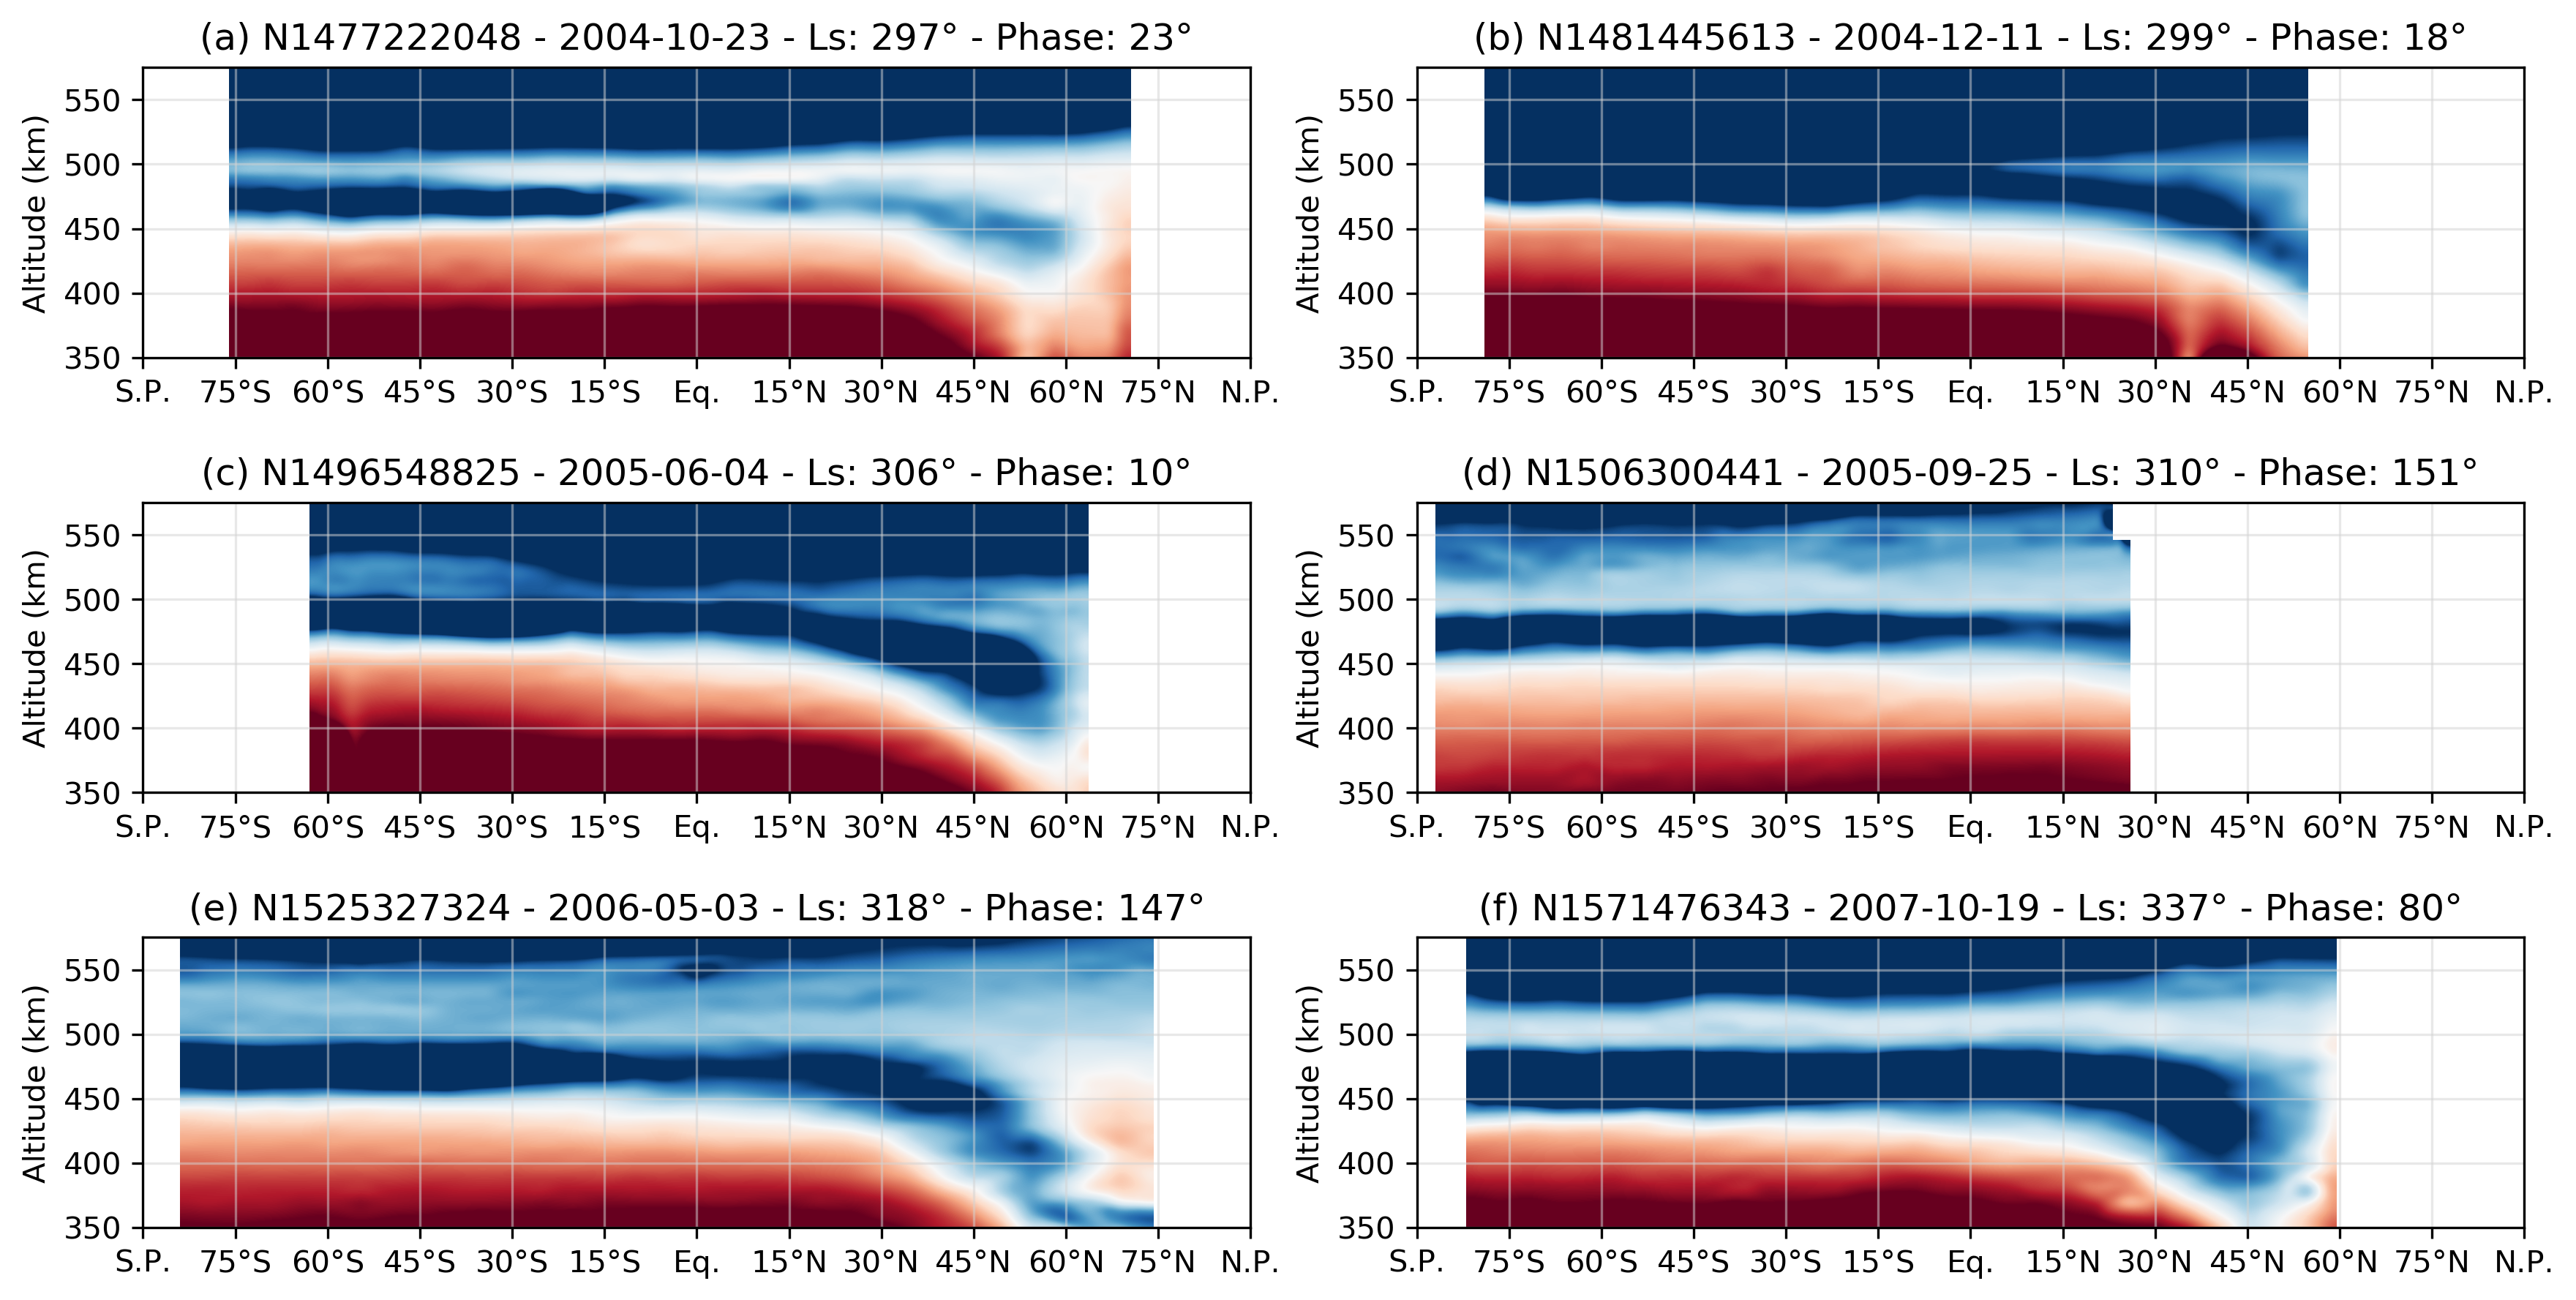 (a) N1477222048 - 2004-10-23 - Ls: 297° - Phase: 23°
Altitude (km)
550
500
450
400
350
S.P. 75°S 60°S 45°S 30°S 15°S Eq. 15°N 30°N 45°N 60°N 75°N N.P.
(b) N1481445613 - 2004-12-11 - Ls: 299° - Phase: 18°
Altitude (km)
550
500
450
400
350
S.P. 75°S 60°S 45°S 30°S 15°S Eq. 15°N 30°N 45°N 60°N 75°N N.P.
(c) N1496548825 - 2005-06-04 - Ls: 306° - Phase: 10°
Altitude (km)
550
500
450
400
350
S.P. 75°S 60°S 45°S 30°S 15°S Eq. 15°N 30°N 45°N 60°N 75°N N.P.
(d) N1506300441 - 2005-09-25 - Ls: 310° - Phase: 151°
Altitude (km)
550
500
450
400
350
S.P. 75°S 60°S 45°S 30°S 15°S Eq. 15°N 30°N 45°N 60°N 75°N N.P.
(e) N1525327324 - 2006-05-03 - Ls: 318° - Phase: 147°
Altitude (km)
550
500
450
400
350
S.P. 75°S 60°S 45°S 30°S 15°S Eq. 15°N 30°N 45°N 60°N 75°N N.P.
(f) N1571476343 - 2007-10-19 - Ls: 337° - Phase: 80°
Altitude (km)
550
500
450
400
350
S.P. 75°S 60°S 45°S 30°S 15°S Eq. 15°N 30°N 45°N 60°N 75°N N.P.